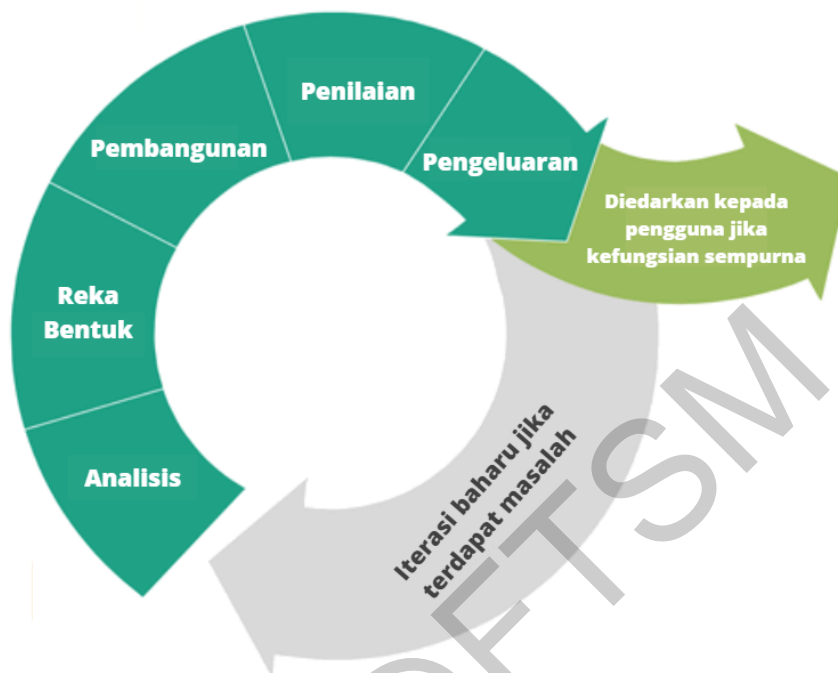 Penilaian
Pembangunan
Pengeluaran
Diedarkan kepada
pengguna jika
kefungsian sempurna
Reka
Bentuk
Analisis
Iterasi baharu jika
terdapat masalah
FTSM